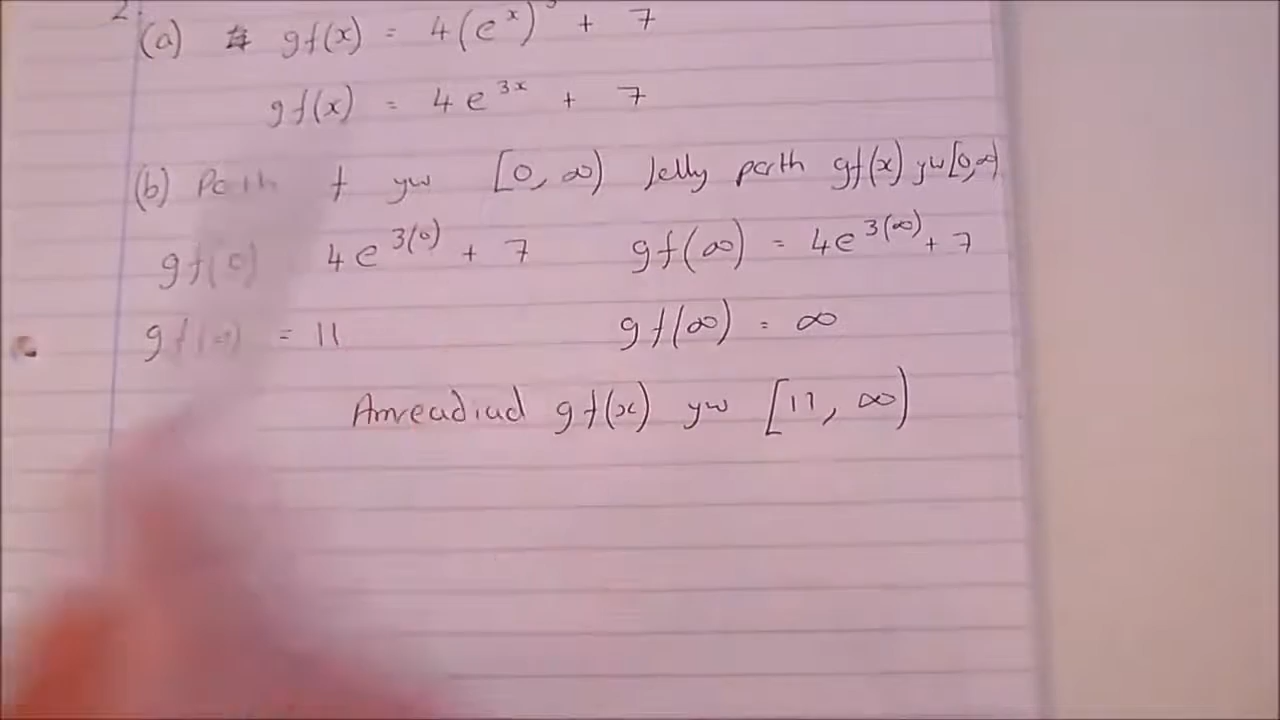 2.
(a) gf(x) = 4(e^x)^3 + 7
gf(x) = 4e^{3x} + 7
(b) Parth f yw [0, ∞) Felly parth gf(x) yw [0, ∞)
gf(0) 4e^{3(0)} + 7 gf(∞) = 4e^{3(∞)} + 7
gf(0) = 11 gf(∞) = ∞
Amrediad gf(x) yw [11, ∞)